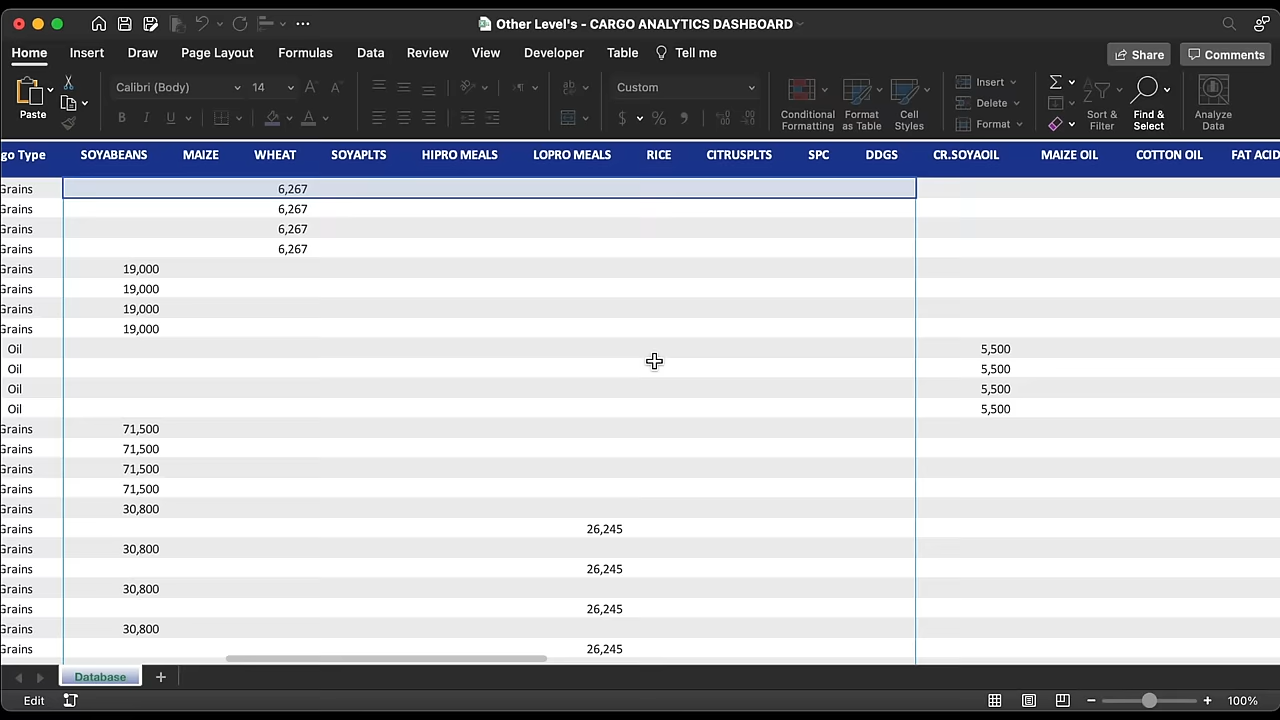 Other Level's - CARGO ANALYTICS DASHBOARD
Home Insert Draw Page Layout Formulas Data Review View Developer Table Tell me Share Comments
Paste Calibri (Body) 14 Custom Conditional Formatting Format as Table Cell Styles Insert Delete Format Sort & Filter Find & Select Analyze Data
go Type SOYABEANS MAIZE WHEAT SOYAPLTS HIPRO MEALS LOPRO MEALS RICE CITRUSPLTS SPC DDGS CR.SOYAOIL MAIZE OIL COTTON OIL FAT ACID
Grains 6,267
Grains 6,267
Grains 6,267
Grains 6,267
Grains 19,000
Grains 19,000
Grains 19,000
Grains 19,000
Oil 5,500
Oil 5,500
Oil 5,500
Oil 5,500
Grains 71,500
Grains 71,500
Grains 71,500
Grains 71,500
Grains 30,800
Grains 26,245
Grains 30,800
Grains 26,245
Grains 30,800
Grains 26,245
Grains 30,800
Grains 26,245
Database
Edit 100%